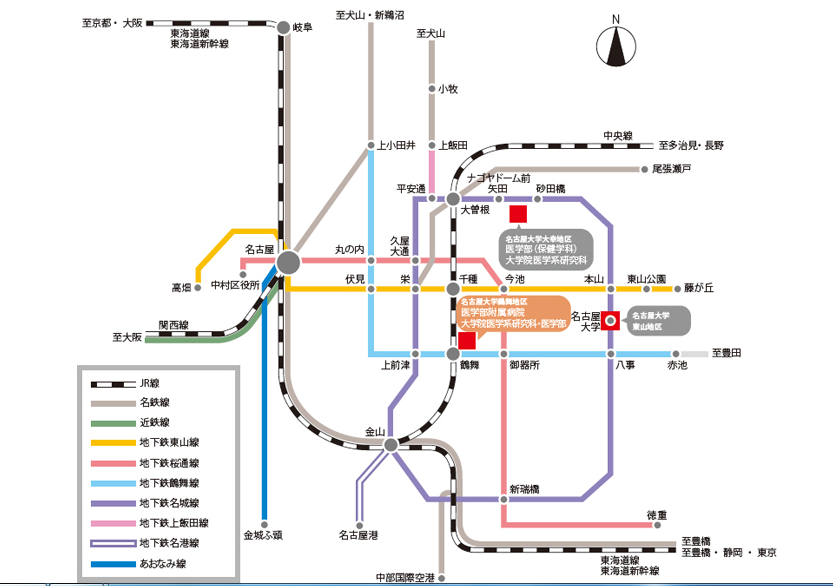 至京都・大阪
東海道線
東海道新幹線
岐阜
至犬山・新鵜沼
至犬山
N
小牧
上小田井
上飯田
中央線
至多治見・長野
尾張瀬戸
ナゴヤドーム前
矢田
砂田橋
平安通
大曽根
名古屋大学大幸地区
医学部(保健学科)
大学院医学系研究科
名古屋
丸の内
久屋
大通
高畑
中村区役所
伏見
栄
千種
今池
本山
東山公園
藤が丘
名古屋大学鶴舞地区
医学部附属病院
大学院医学系研究科・医学部
名古屋
大学
名古屋大学
東山地区
関西線
至大阪
上前津
鶴舞
御器所
八事
赤池
至豊田
JR線
名鉄線
近鉄線
地下鉄東山線
地下鉄桜通線
地下鉄鶴舞線
地下鉄名城線
地下鉄上飯田線
地下鉄名港線
あおなみ線
金山
新瑞橋
徳重
金城ふ頭
名古屋港
至豊橋
至豊橋・静岡・東京
東海道線
東海道新幹線
中部国際空港